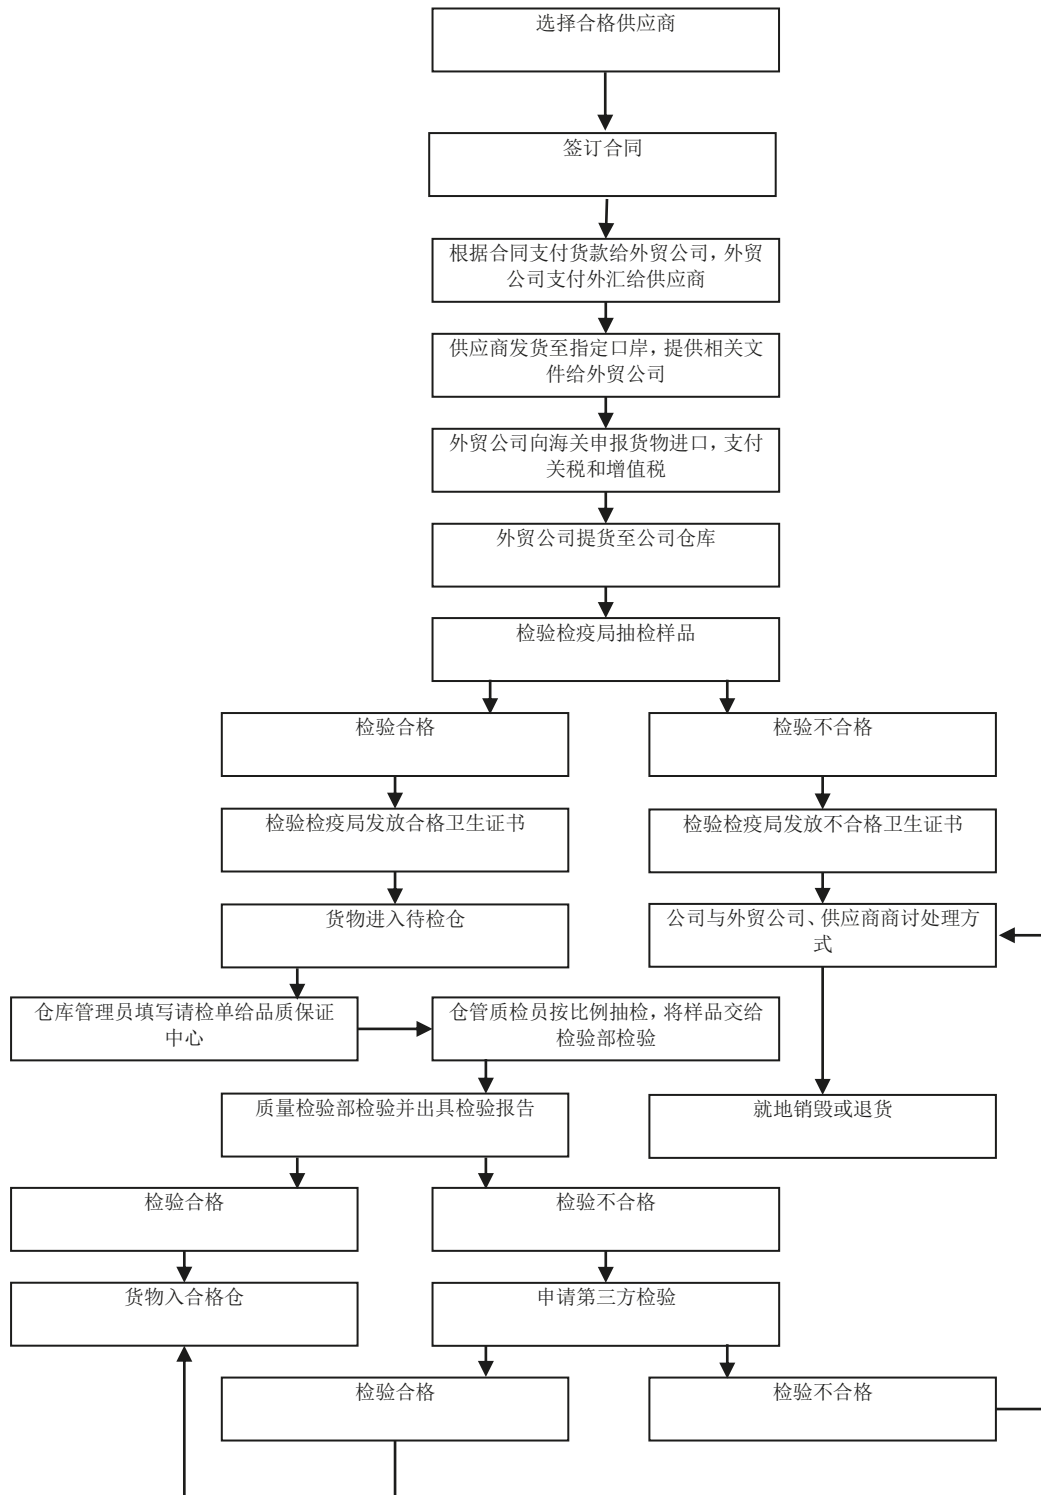 选择合格供应商
签订合同
根据合同支付货款给外贸公司，外贸
公司支付外汇给供应商
供应商发货至指定口岸，提供相关文
件给外贸公司
外贸公司向海关申报货物进口，支付
关税和增值税
外贸公司提货至公司仓库
检验检疫局抽检样品
检验合格
检验不合格
检验检疫局发放合格卫生证书
检验检疫局发放不合格卫生证书
货物进入待检仓
公司与外贸公司、供应商商讨处理方
式
仓库管理员填写请检单给品质保证
中心
仓管质检员按比例抽检，将样品交给
检验部检验
质量检验部检验并出具检验报告
就地销毁或退货
检验合格
检验不合格
货物入合格仓
申请第三方检验
检验合格
检验不合格